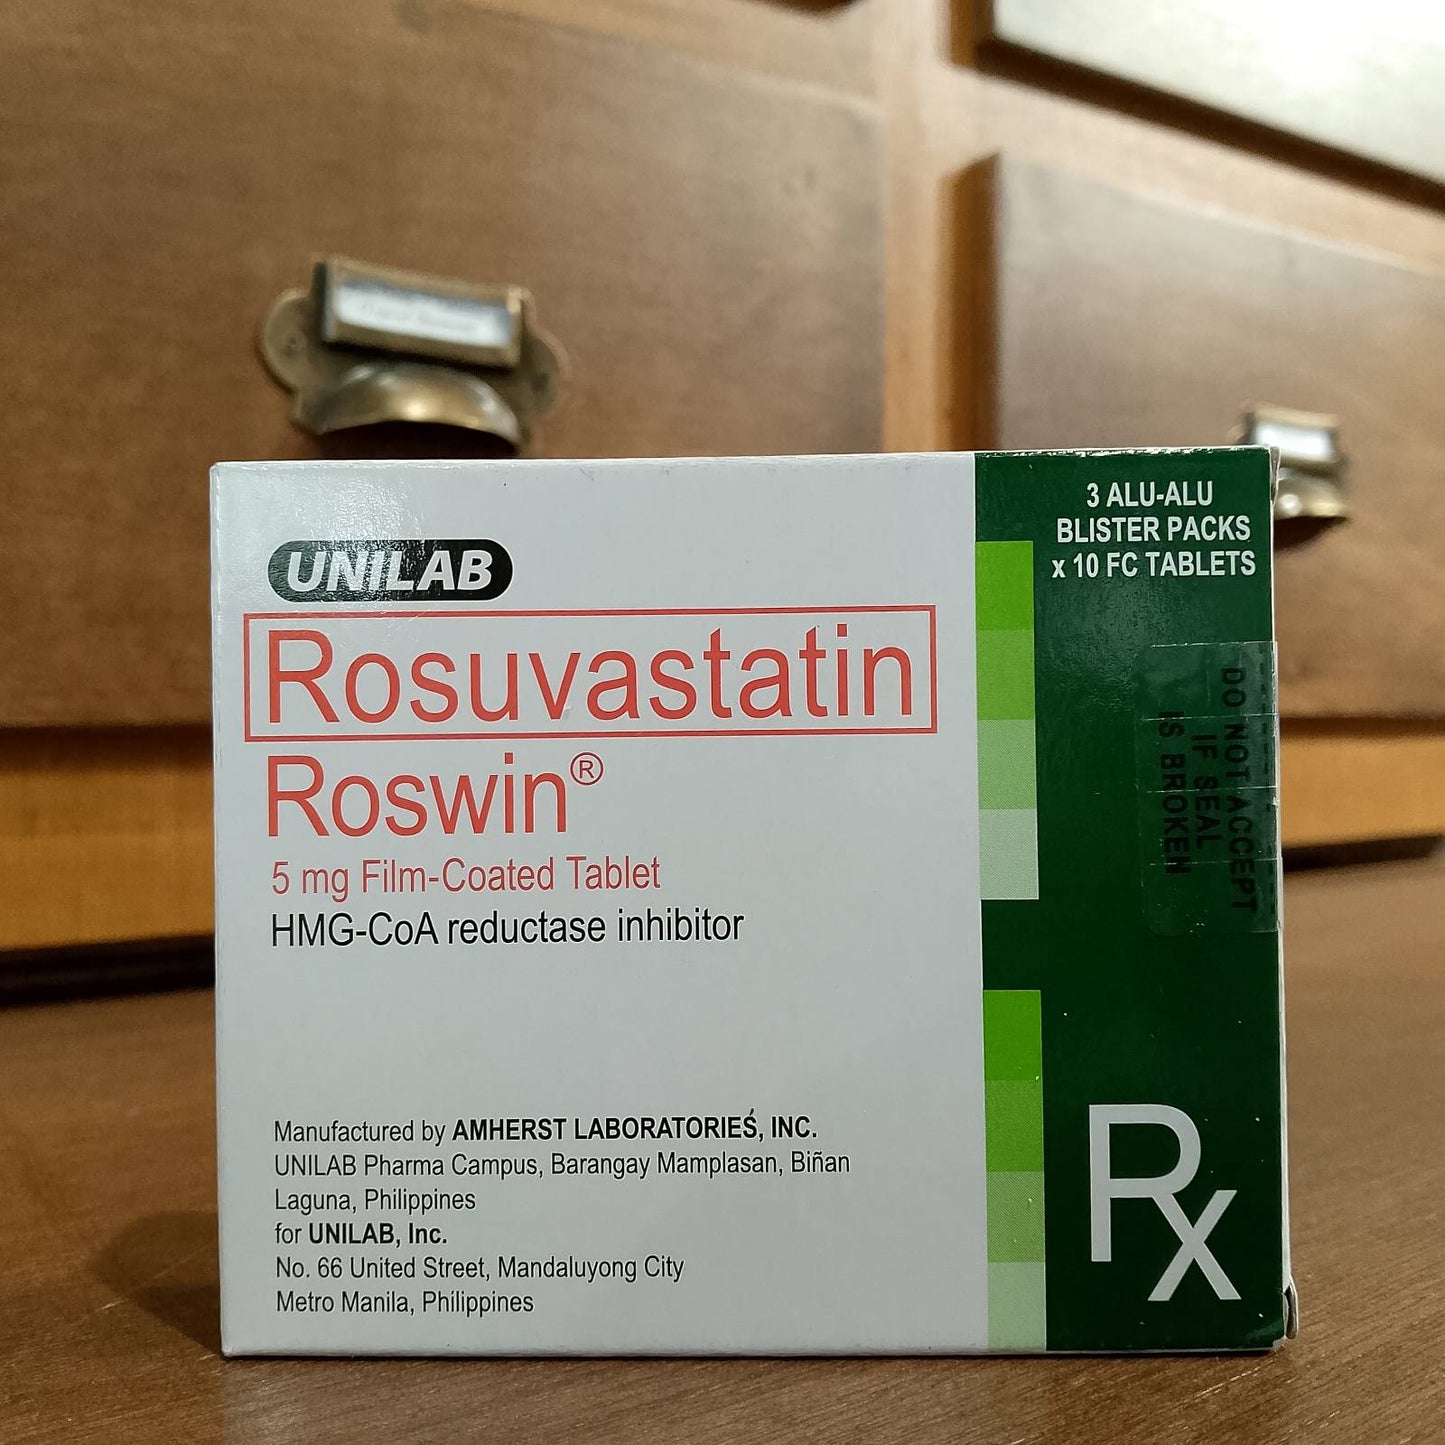 UNILAB
Rosuvastatin
Roswin®
5 mg Film-Coated Tablet
HMG-CoA reductase inhibitor
Manufactured by AMHERST LABORATORIES, INC.
UNILAB Pharma Campus, Barangay Mamplasan, Biñan
Laguna, Philippines
for UNILAB, Inc.
No. 66 United Street, Mandaluyong City
Metro Manila, Philippines
3 ALU-ALU
BLISTER PACKS
x 10 FC TABLETS
DO NOT ACCEPT
IF SEAL
IS BROKEN
Rx